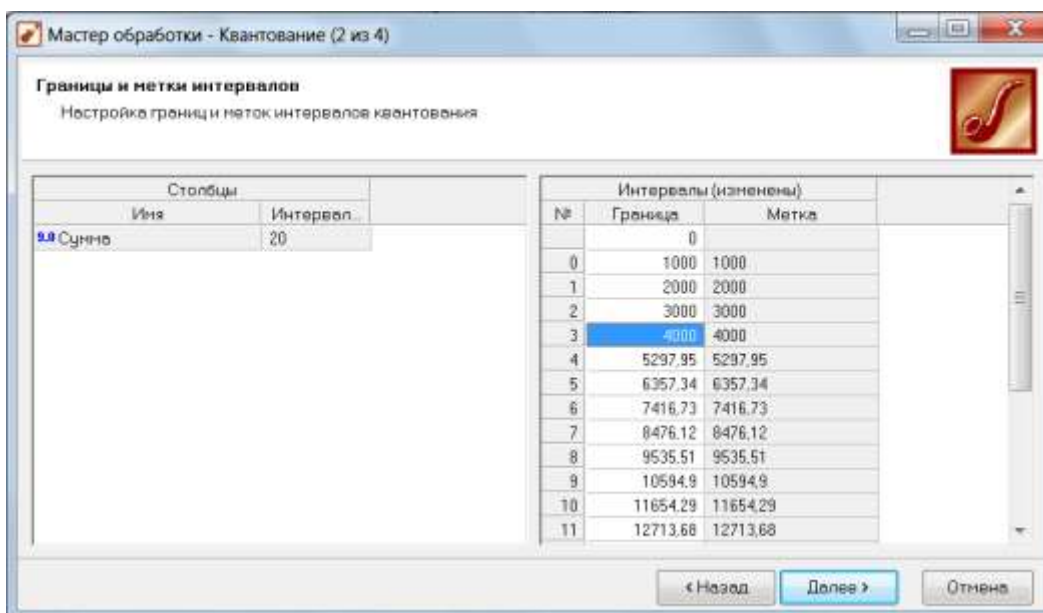 Мастер обработки - Квантование (2 из 4)
Границы и метки интервалов
Настройка границ и меток интервалов квантования
Столбцы
Имя Интервал...
9.0 Сумма 20
Интервалы (изменены)
№ Граница Метка
0
0 1000 1000
1 2000 2000
2 3000 3000
3 4000 4000
4 5297,95 5297,95
5 6357,34 6357,34
6 7416,73 7416,73
7 8476,12 8476,12
8 9535,51 9535,51
9 10594,9 10594,9
10 11654,29 11654,29
11 12713,68 12713,68
< Назад Далее > Отмена